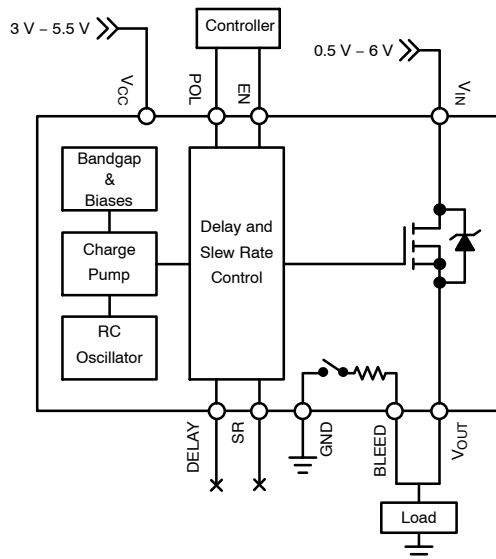 Controller
3 V – 5.5 V
0.5 V – 6 V
VCC
POL
EN
VIN
Bandgap
&
Biases
Charge
Pump
RC
Oscillator
Delay and
Slew Rate
Control
DELAY
SR
GND
BLEED
VOUT
Load